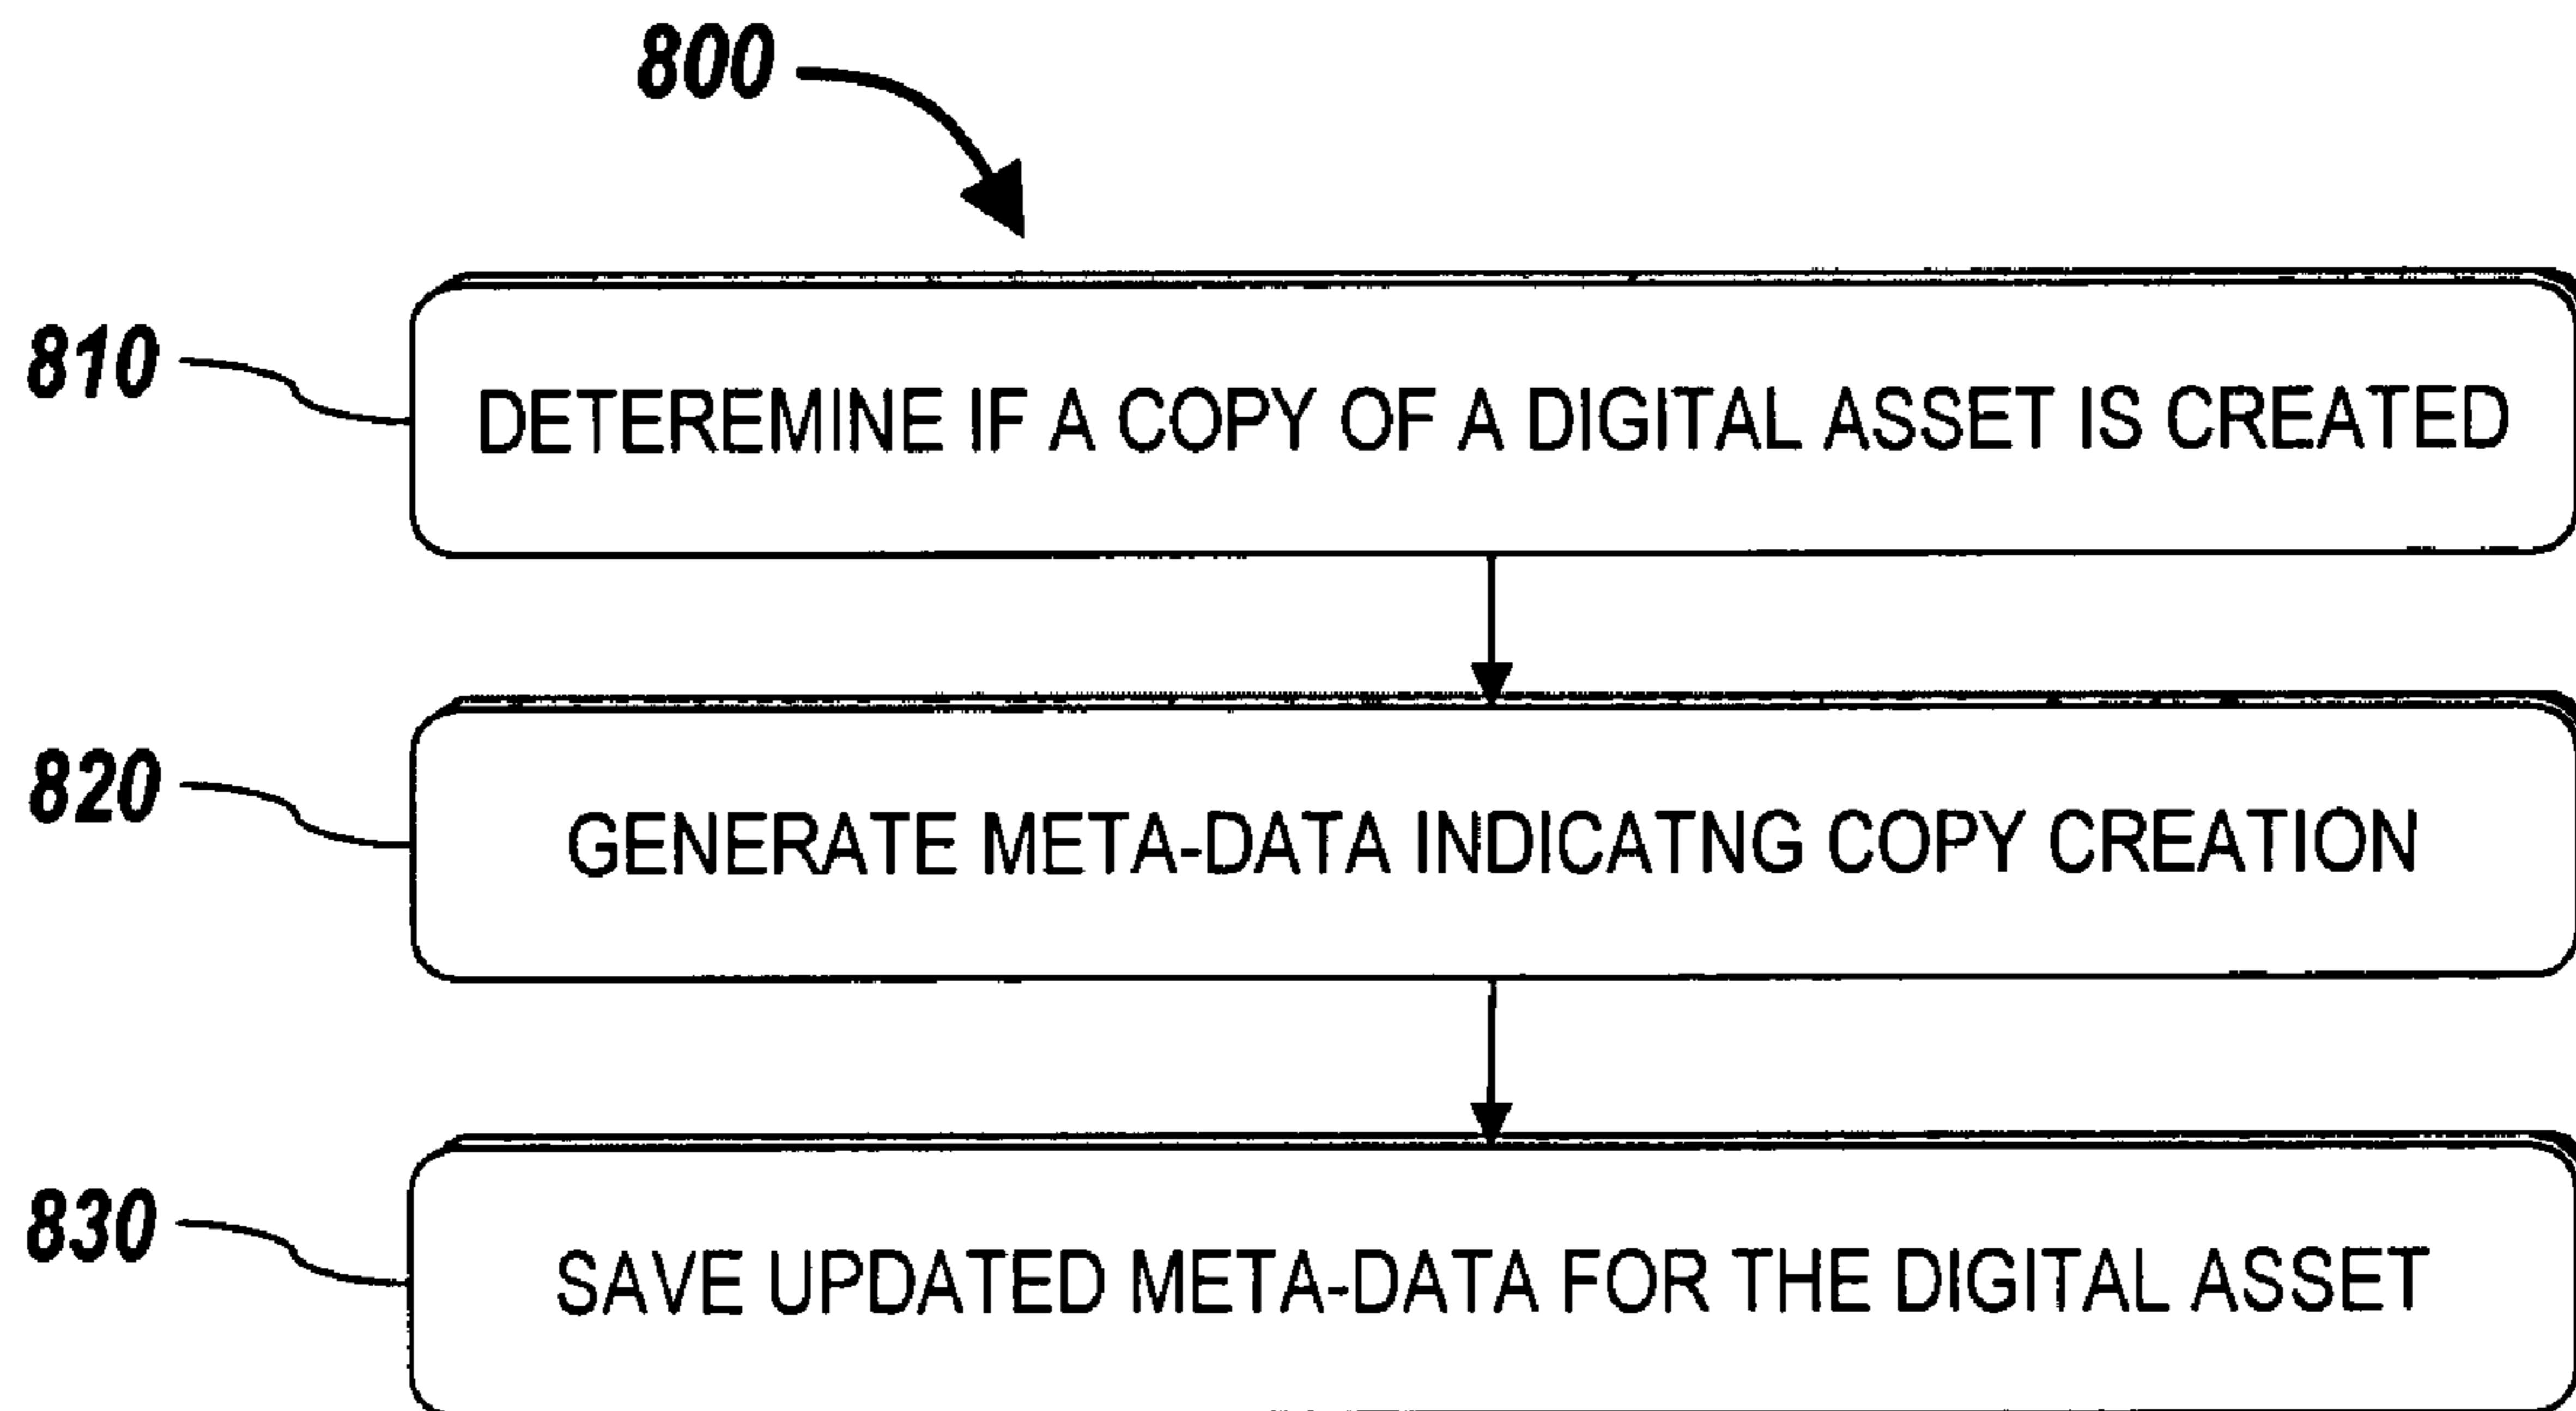 800
810
DETEREMINE IF A COPY OF A DIGITAL ASSET IS CREATED
820
GENERATE META-DATA INDICATNG COPY CREATION
830
SAVE UPDATED META-DATA FOR THE DIGITAL ASSET